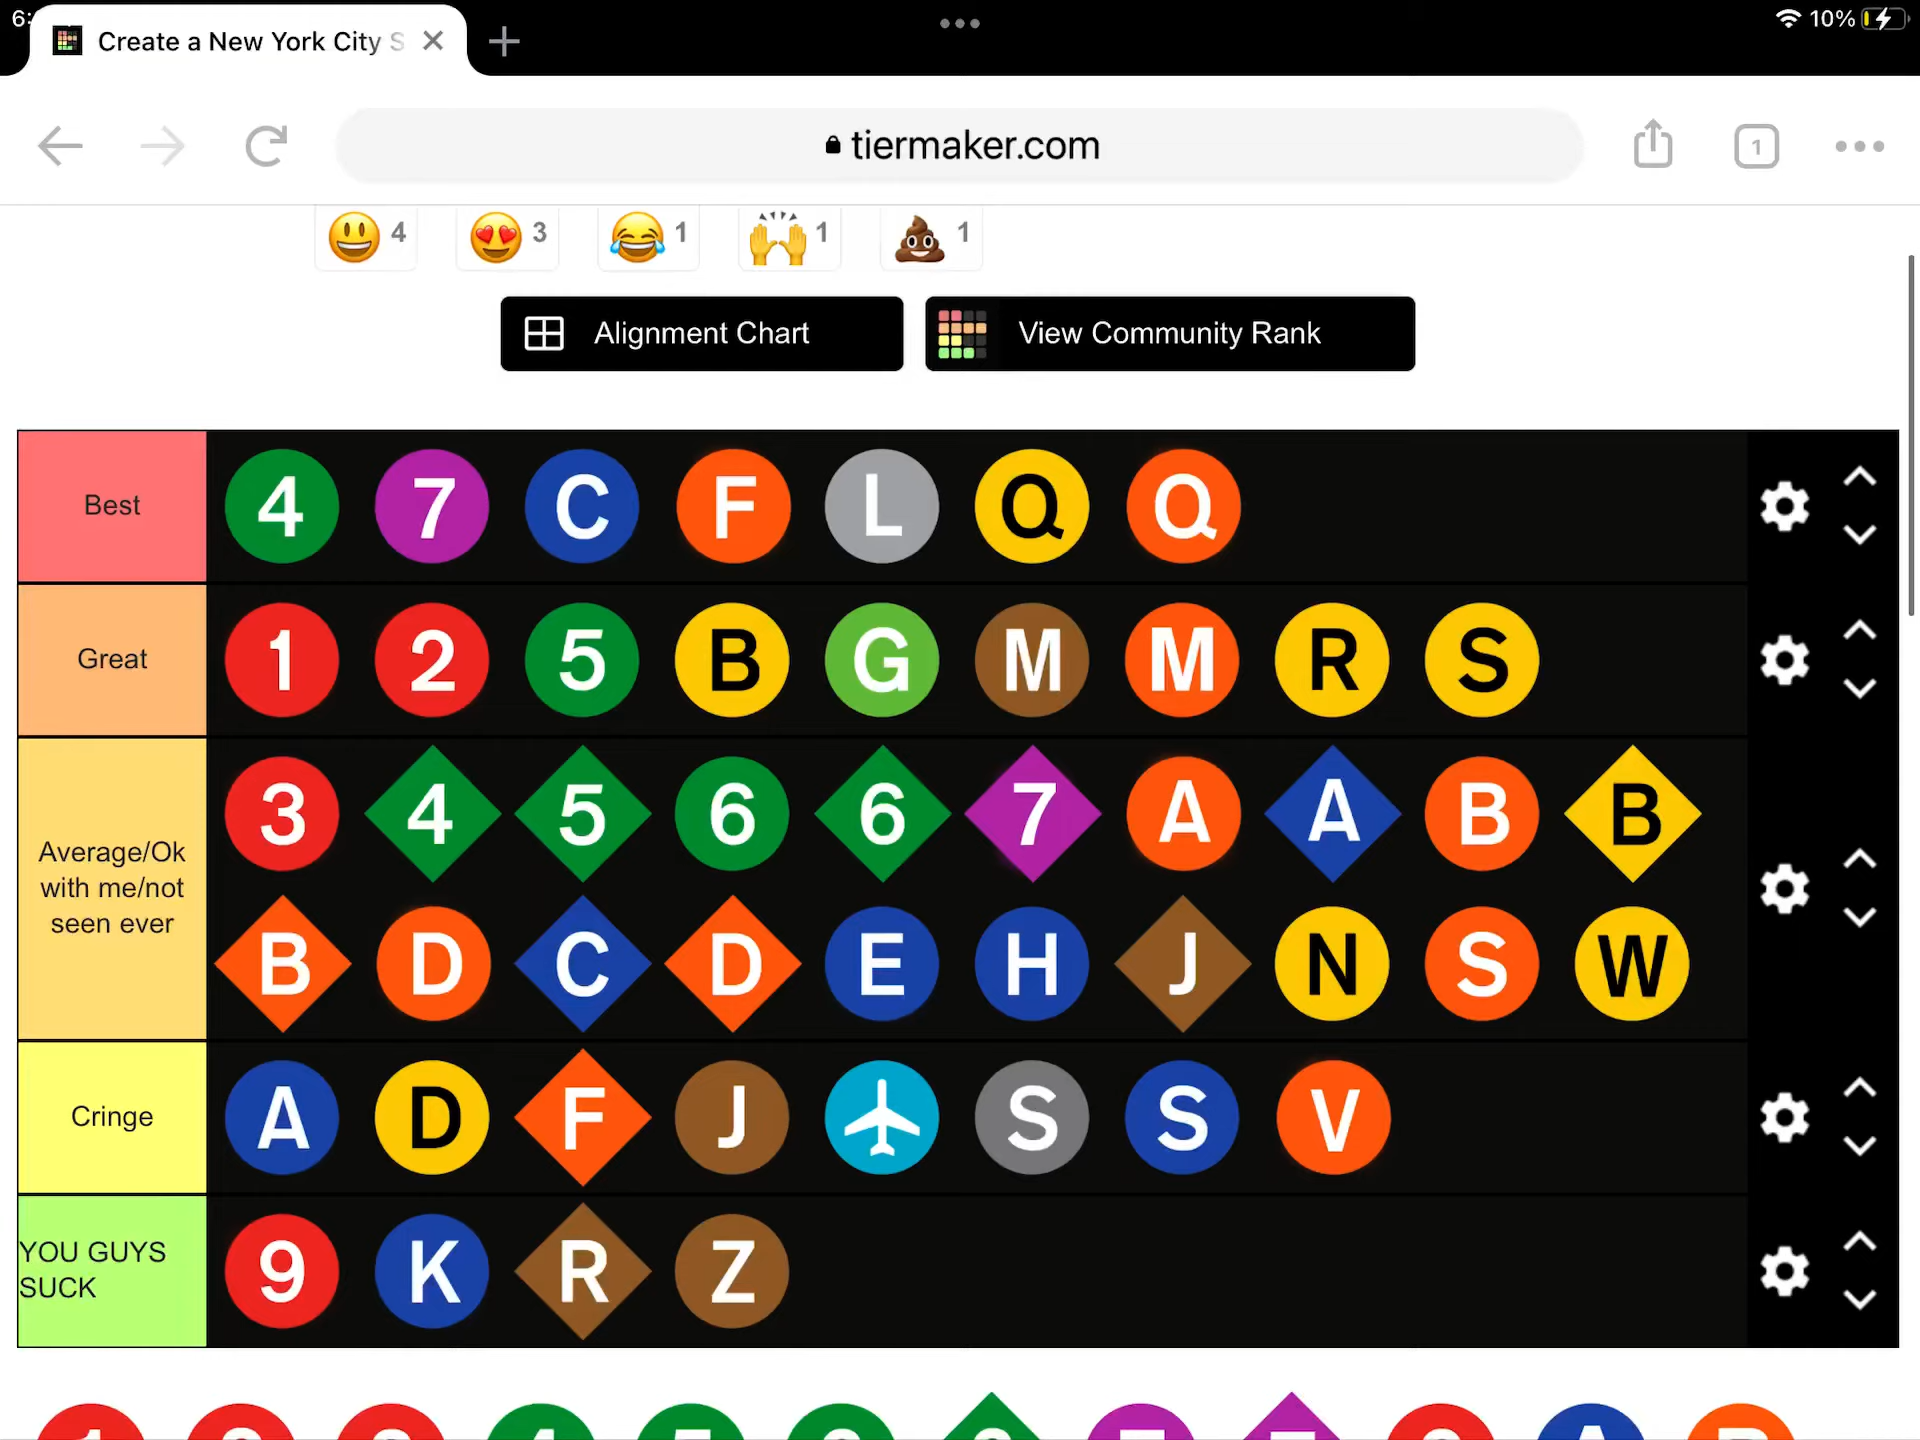 Create a New York City
10%
tiermaker.com
1
4 3 1 1 1
Alignment Chart
View Community Rank
Best
4 7 C F L Q Q
Great
1 2 5 B G M M R S
Average/Ok
with me/not
seen ever
3 4 5 6 6 7 A A B B
B D C D E H J N S W
Cringe
A D F J S S V
YOU GUYS
SUCK
9 K R Z